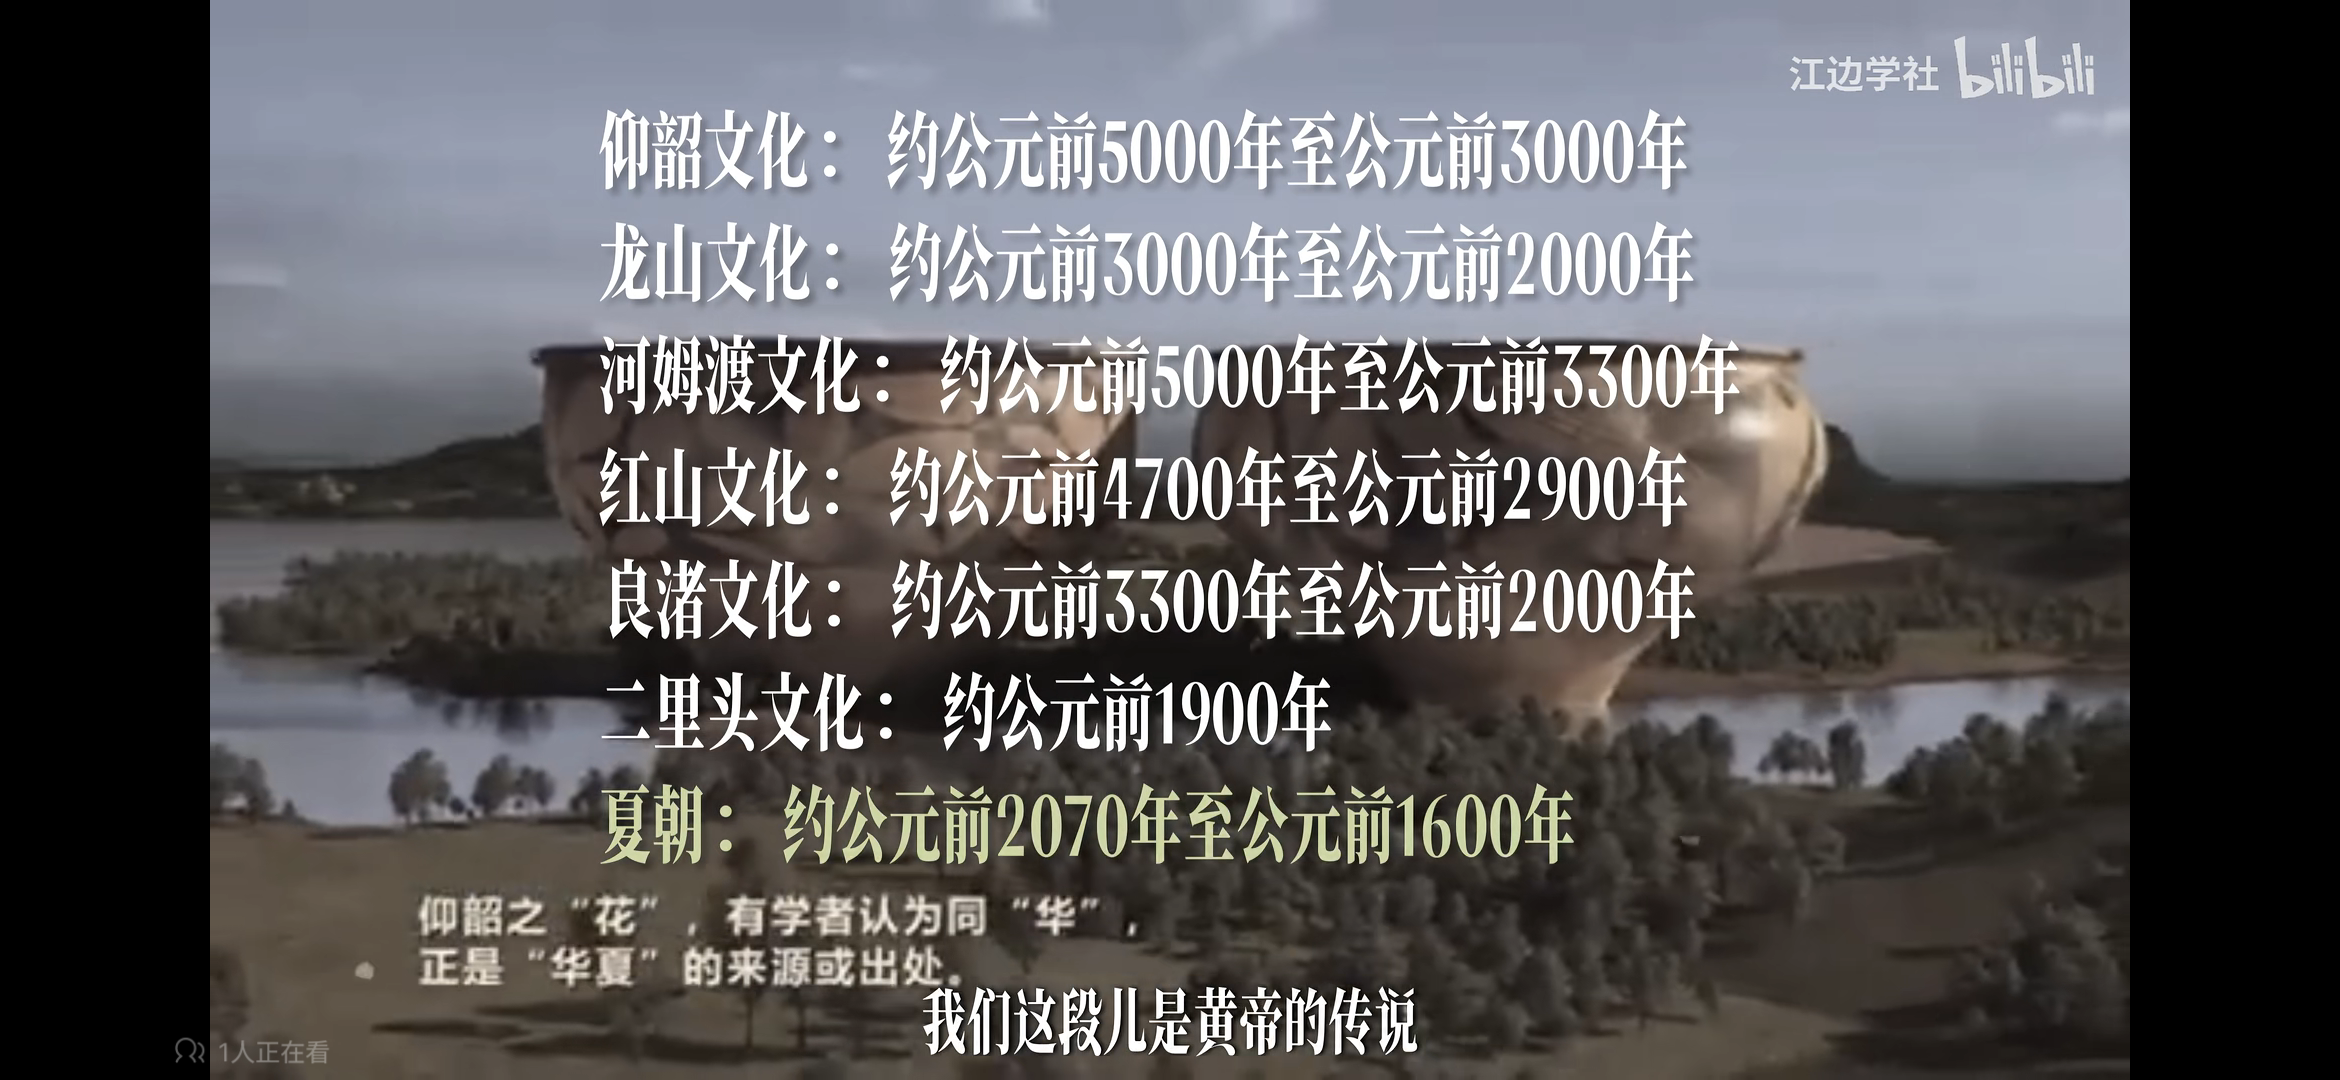 江边学社 bilibili
仰韶文化： 约公元前5000年至公元前3000年
龙山文化： 约公元前3000年至公元前2000年
河姆渡文化： 约公元前5000年至公元前3300年
红山文化： 约公元前4700年至公元前2900年
良渚文化： 约公元前3300年至公元前2000年
二里头文化： 约公元前1900年
夏朝： 约公元前2070年至公元前1600年
仰韶之“花”，有学者认为同“华”，
正是“华夏”的来源或出处。
我们这段儿是黄帝的传说
1人正在看